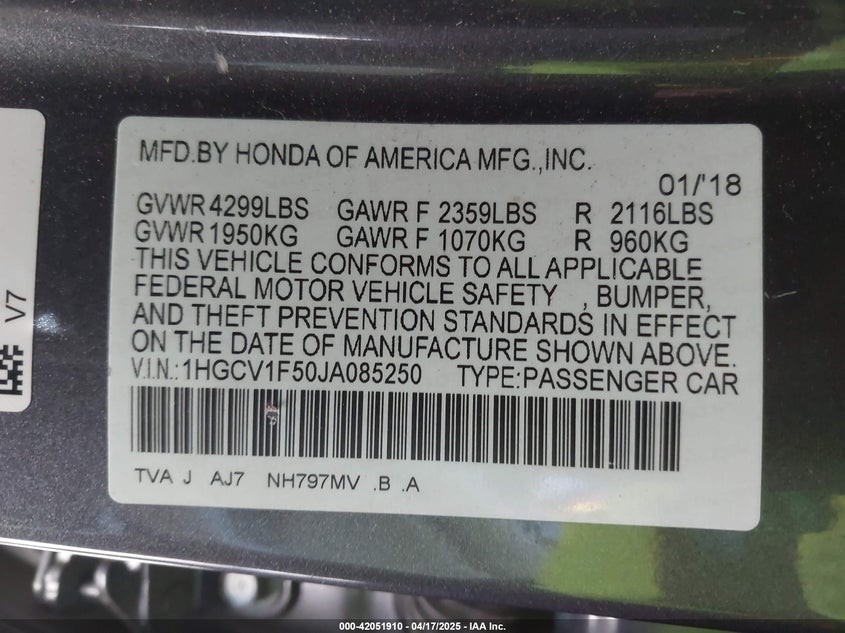 MFD.BY HONDA OF AMERICA MFG.,INC.
01/'18
GVWR 4299LBS GAWR F 2359LBS R 2116LBS
GVWR 1950KG GAWR F 1070KG R 960KG
THIS VEHICLE CONFORMS TO ALL APPLICABLE
FEDERAL MOTOR VEHICLE SAFETY , BUMPER,
AND THEFT PREVENTION STANDARDS IN EFFECT
ON THE DATE OF MANUFACTURE SHOWN ABOVE.
V.I.N.:1HGCV1F50JA085250 TYPE:PASSENGER CAR
TVA J AJ7 NH797MV .B .A
V7
000-42051910 - 04/17/2025 - IAA Inc.